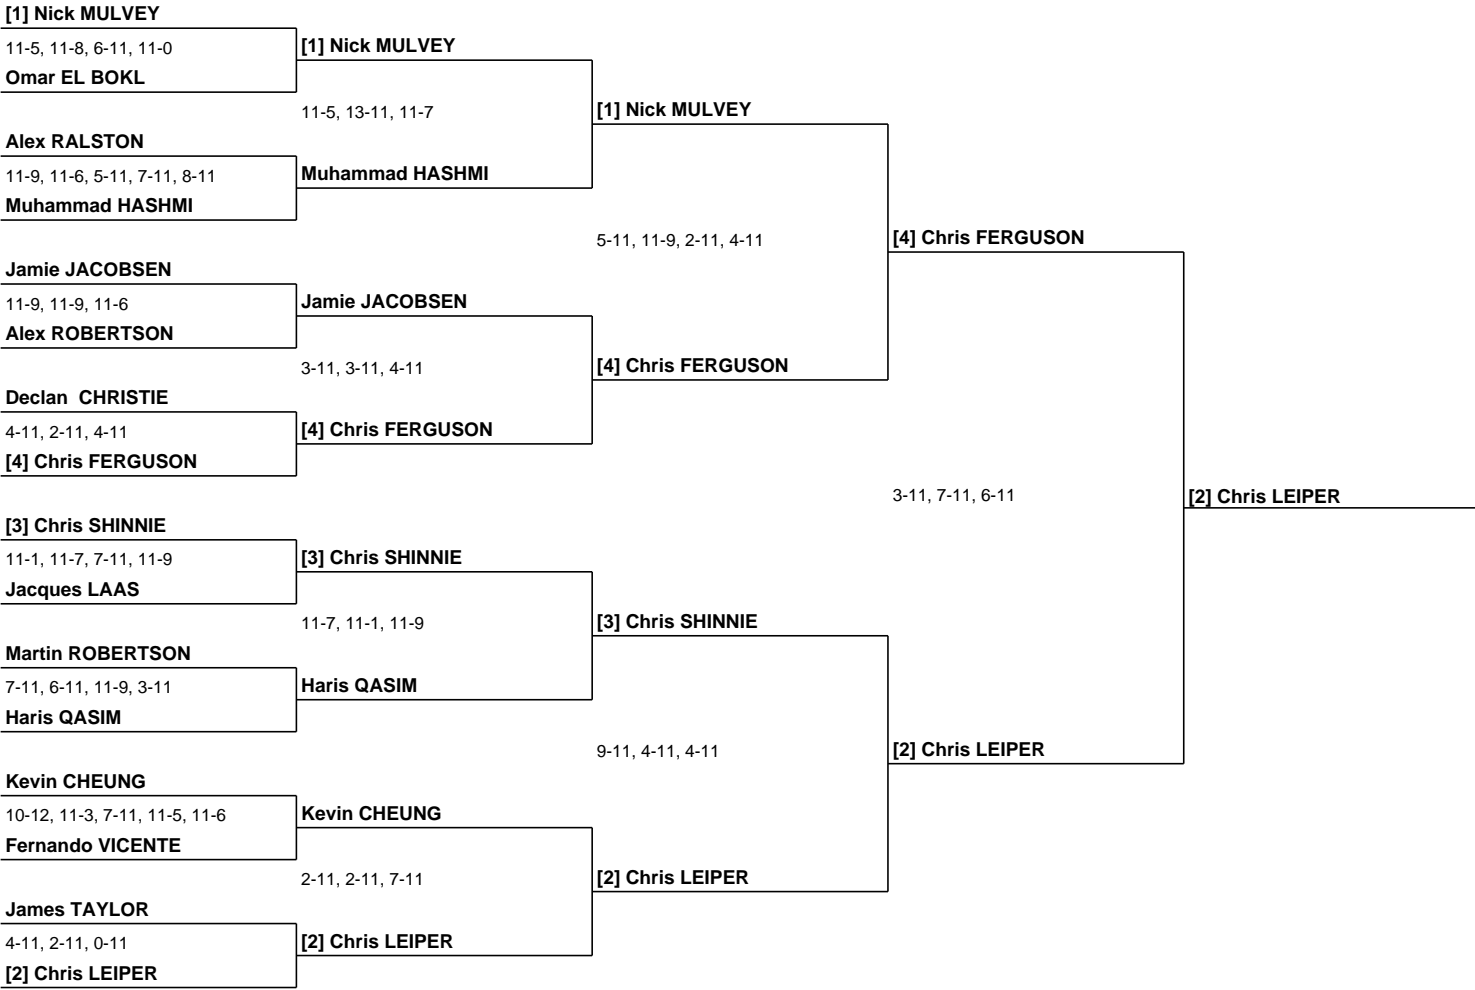 [1] Nick MULVEY
11-5, 11-8, 6-11, 11-0
[1] Nick MULVEY
Omar EL BOKL
11-5, 13-11, 11-7
[1] Nick MULVEY
Alex RALSTON
11-9, 11-6, 5-11, 7-11, 8-11
Muhammad HASHMI
Muhammad HASHMI
5-11, 11-9, 2-11, 4-11
[4] Chris FERGUSON
Jamie JACOBSEN
11-9, 11-9, 11-6
Jamie JACOBSEN
Alex ROBERTSON
3-11, 3-11, 4-11
[4] Chris FERGUSON
Declan  CHRISTIE
4-11, 2-11, 4-11
[4] Chris FERGUSON
[4] Chris FERGUSON
3-11, 7-11, 6-11
[2] Chris LEIPER
[3] Chris SHINNIE
11-1, 11-7, 7-11, 11-9
[3] Chris SHINNIE
Jacques LAAS
11-7, 11-1, 11-9
[3] Chris SHINNIE
Martin ROBERTSON
7-11, 6-11, 11-9, 3-11
Haris QASIM
Haris QASIM
9-11, 4-11, 4-11
[2] Chris LEIPER
Kevin CHEUNG
10-12, 11-3, 7-11, 11-5, 11-6
Kevin CHEUNG
Fernando VICENTE
2-11, 2-11, 7-11
[2] Chris LEIPER
James TAYLOR
4-11, 2-11, 0-11
[2] Chris LEIPER
[2] Chris LEIPER